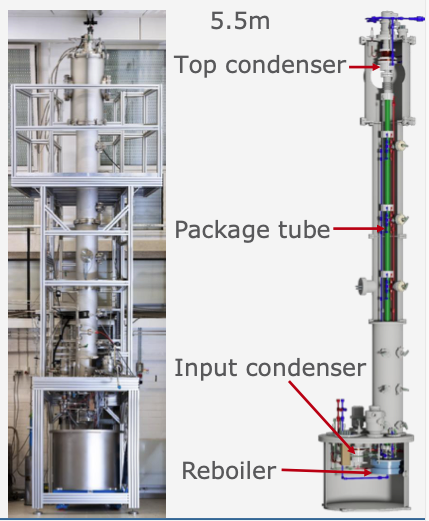 5.5m
Top condenser
Package tube
Input condenser
Reboiler